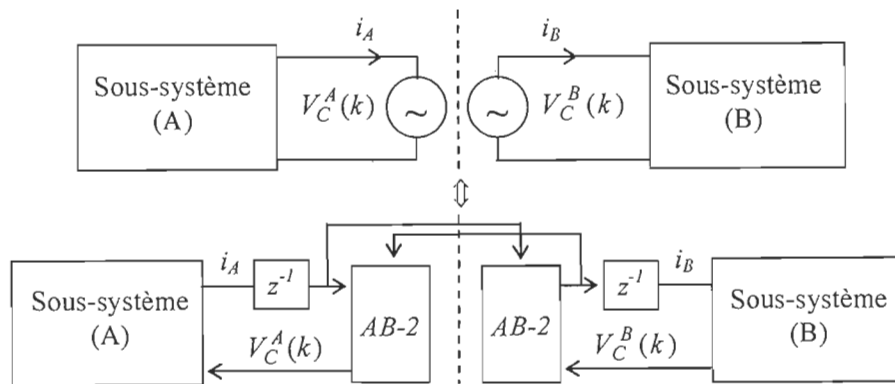 i_A
i_B
Sous-système
(A)
V_C^A(k)
~
~
V_C^B(k)
Sous-système
(B)
i_A
z^{-1}
z^{-1}
i_B
Sous-système
(A)
AB-2
V_C^A(k)
AB-2
V_C^B(k)
Sous-système
(B)